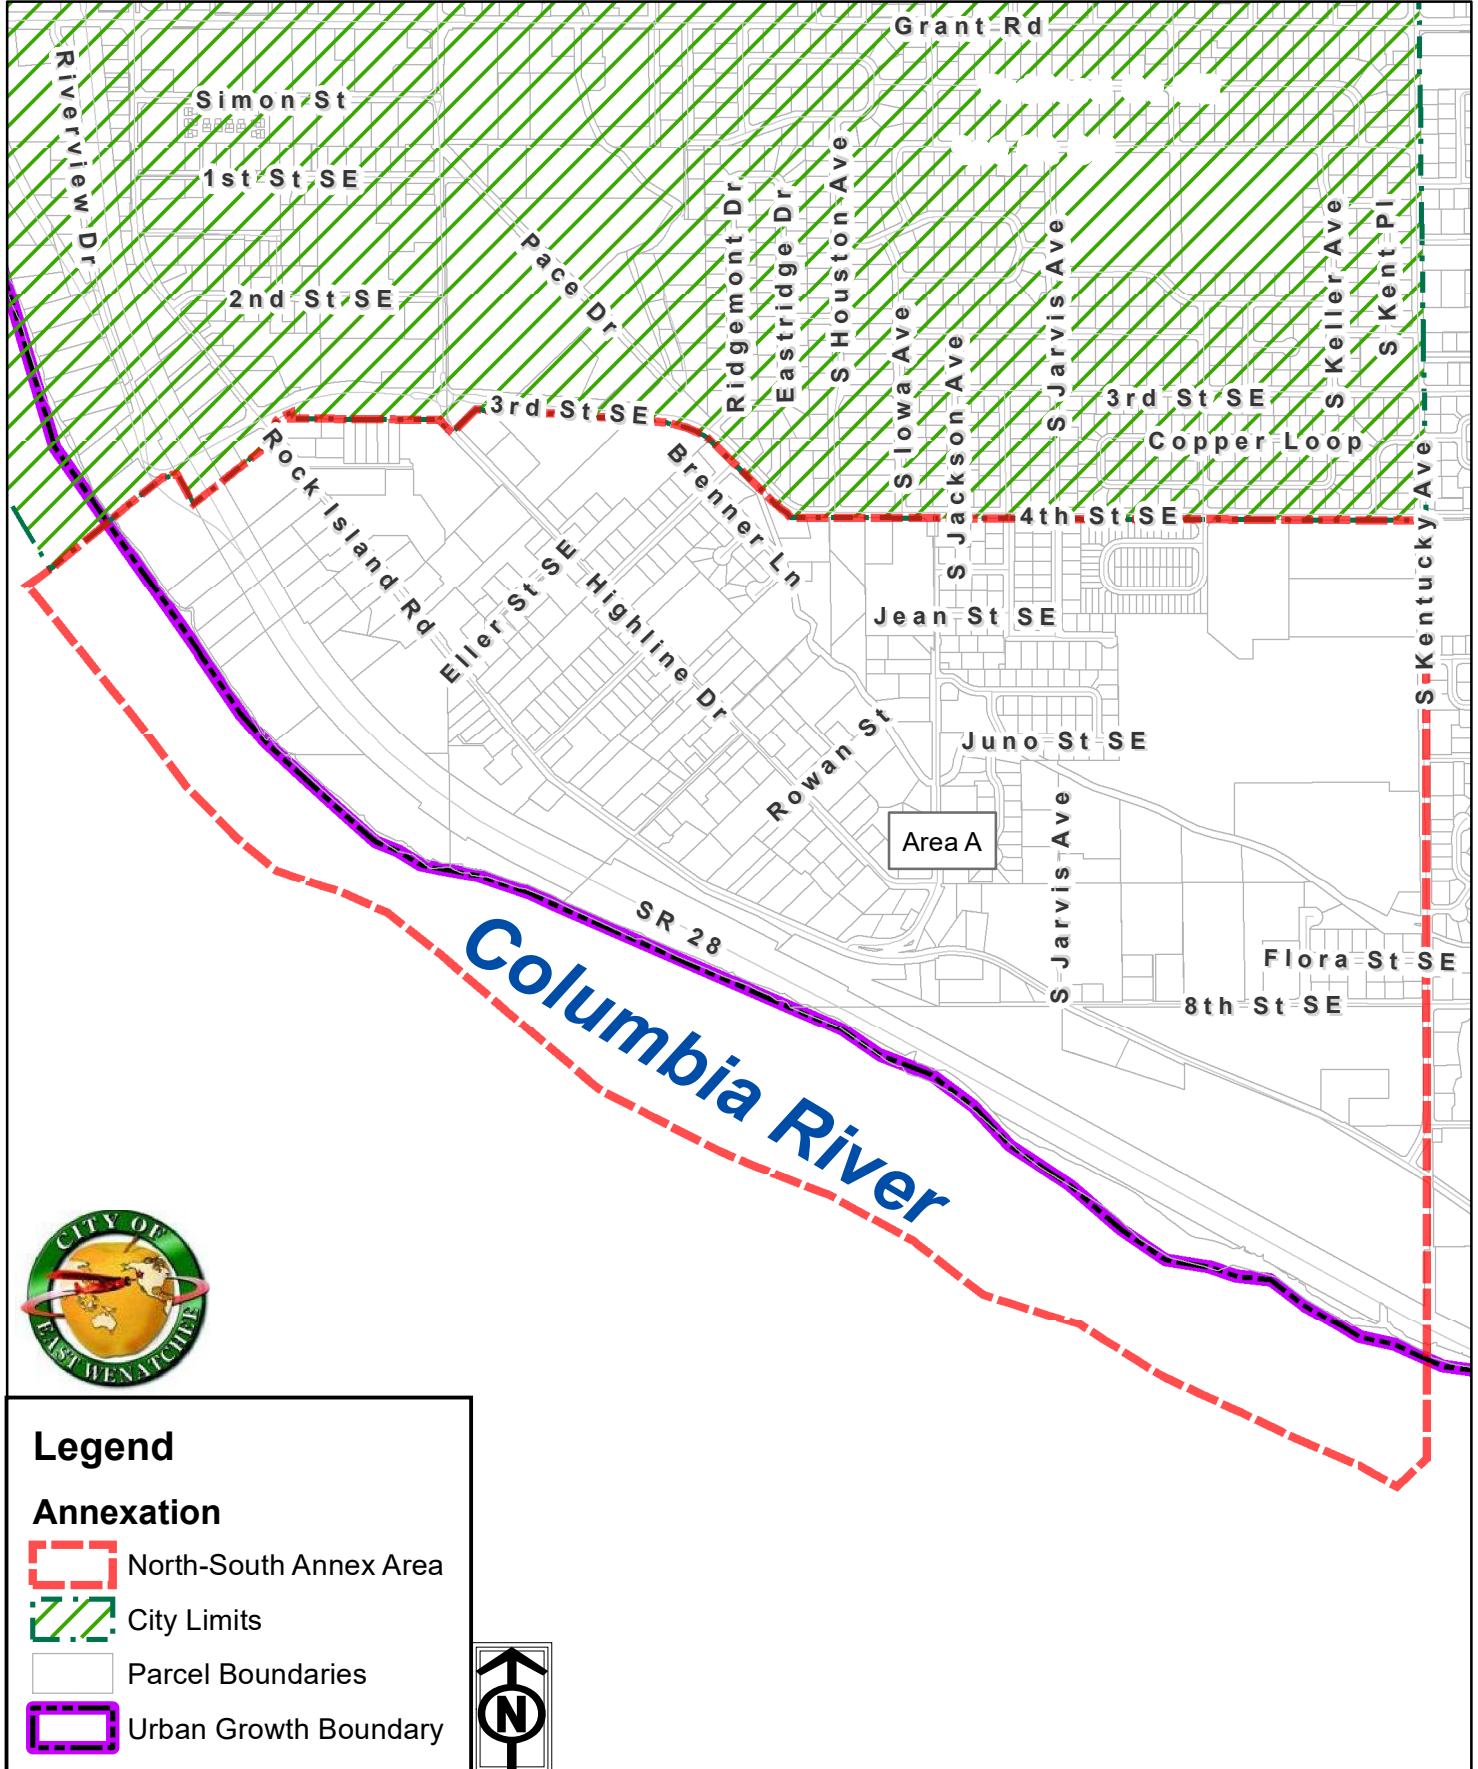 Grant Rd
Riverview Dr
Simon St
1st St SE
2nd St SE
Pace Dr
Ridgemont Dr
Eastridge Dr
S Houston Ave
S Iowa Ave
S Jackson Ave
S Jarvis Ave
S Keller Ave
S Kent Pl
3rd St SE
3rd St SE
Copper Loop
Rock Island Rd
Brenner Ln
4th St SE
S Kentucky Ave
Eller St SE
Highline Dr
Jean St SE
Rowan St
Juno St SE
Area A
S Jarvis Ave
SR 28
Flora St SE
8th St SE
Columbia River
CITY OF
EAST WENATCHEE
Legend
Annexation
North-South Annex Area
City Limits
Parcel Boundaries
Urban Growth Boundary
N